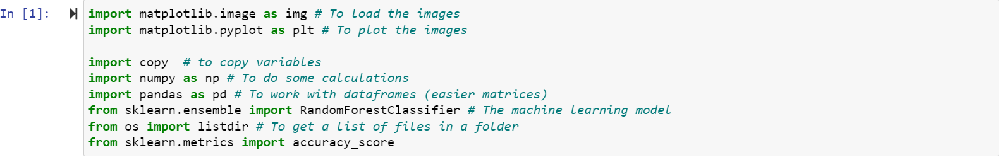 In [1]:
import matplotlib.image as img # To load the images
import matplotlib.pyplot as plt # To plot the images
import copy  # to copy variables
import numpy as np # To do some calculations
import pandas as pd # To work with dataframes (easier matrices)
from sklearn.ensemble import RandomForestClassifier # The machine learning model
from os import listdir # To get a list of files in a folder
from sklearn.metrics import accuracy_score